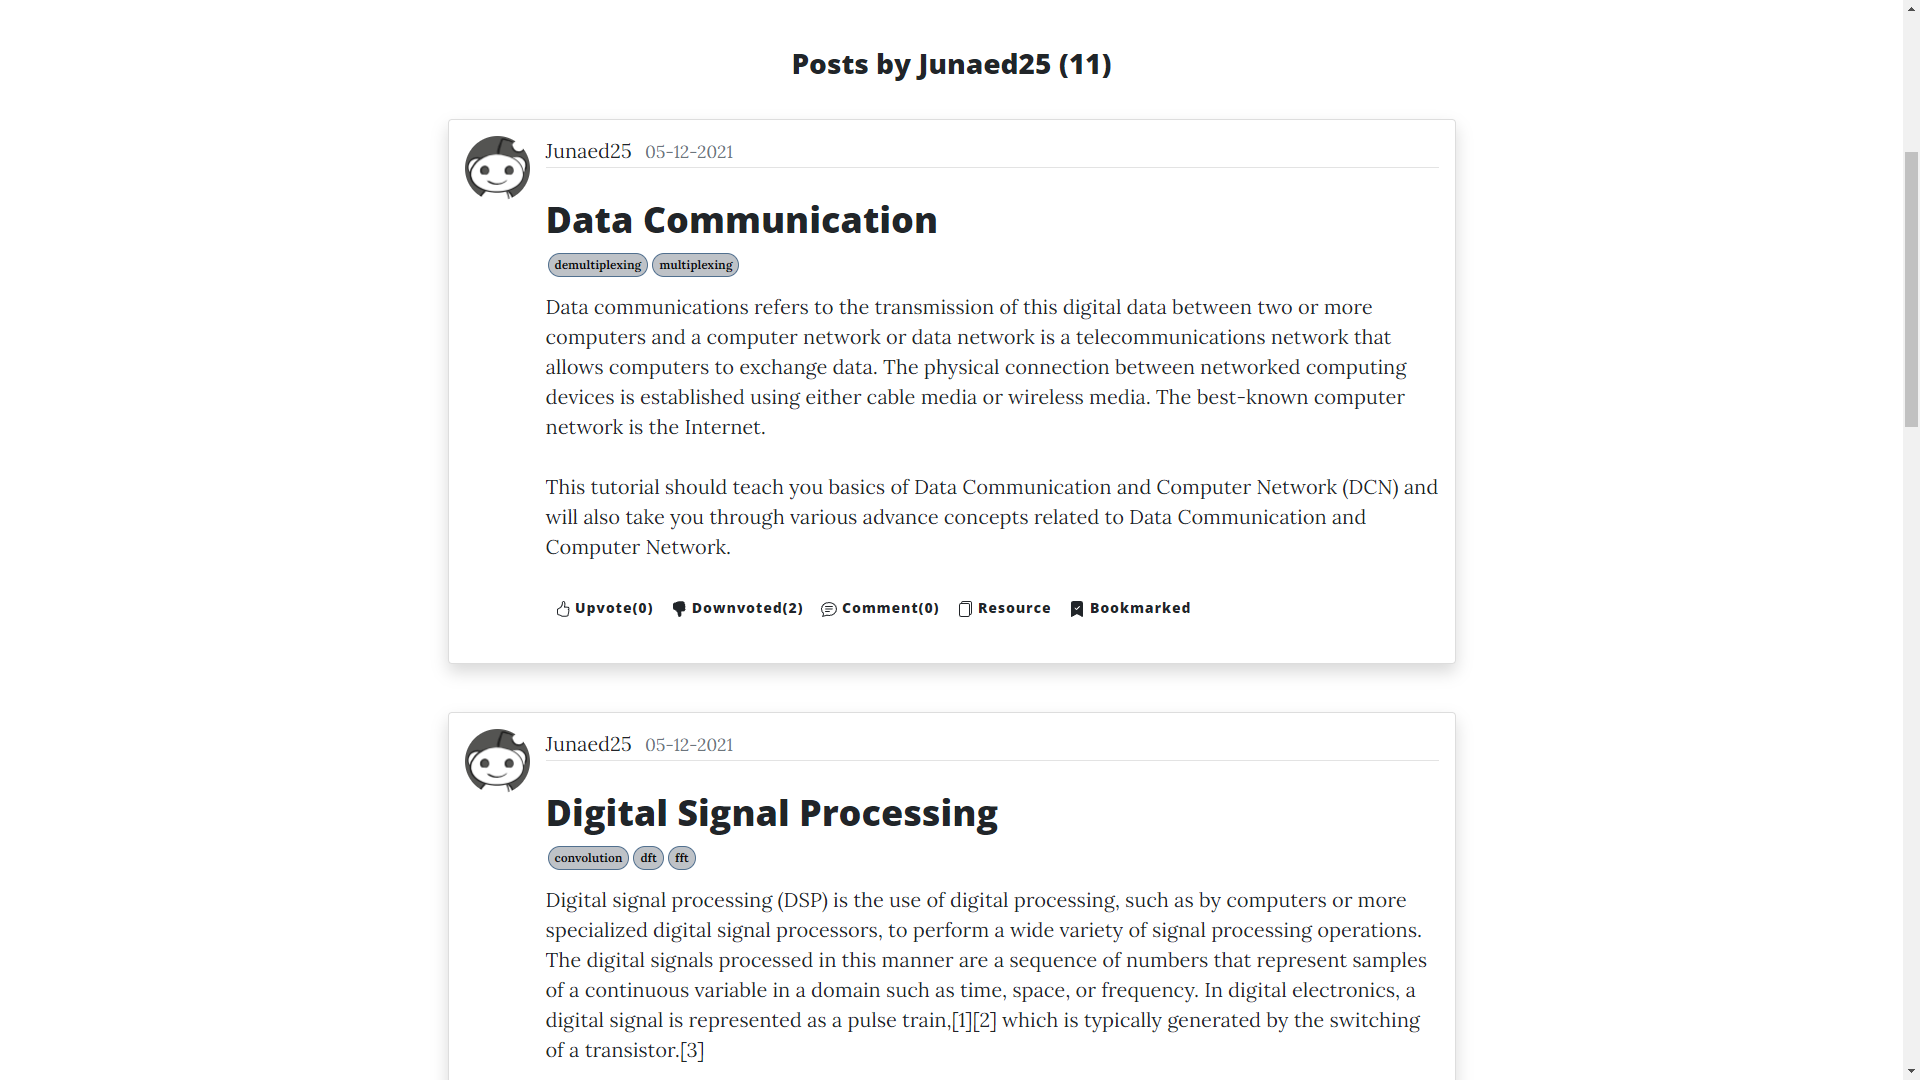 Posts by Junaed25 (11)
Junaed25 05-12-2021
Data Communication
demultiplexing multiplexing
Data communications refers to the transmission of this digital data between two or more
computers and a computer network or data network is a telecommunications network that
allows computers to exchange data. The physical connection between networked computing
devices is established using either cable media or wireless media. The best-known computer
network is the Internet.
This tutorial should teach you basics of Data Communication and Computer Network (DCN) and
will also take you through various advance concepts related to Data Communication and
Computer Network.
Upvote(0) Downvoted(2) Comment(0) Resource Bookmarked
Junaed25 05-12-2021
Digital Signal Processing
convolution dft fft
Digital signal processing (DSP) is the use of digital processing, such as by computers or more
specialized digital signal processors, to perform a wide variety of signal processing operations.
The digital signals processed in this manner are a sequence of numbers that represent samples
of a continuous variable in a domain such as time, space, or frequency. In digital electronics, a
digital signal is represented as a pulse train,[1][2] which is typically generated by the switching
of a transistor.[3]